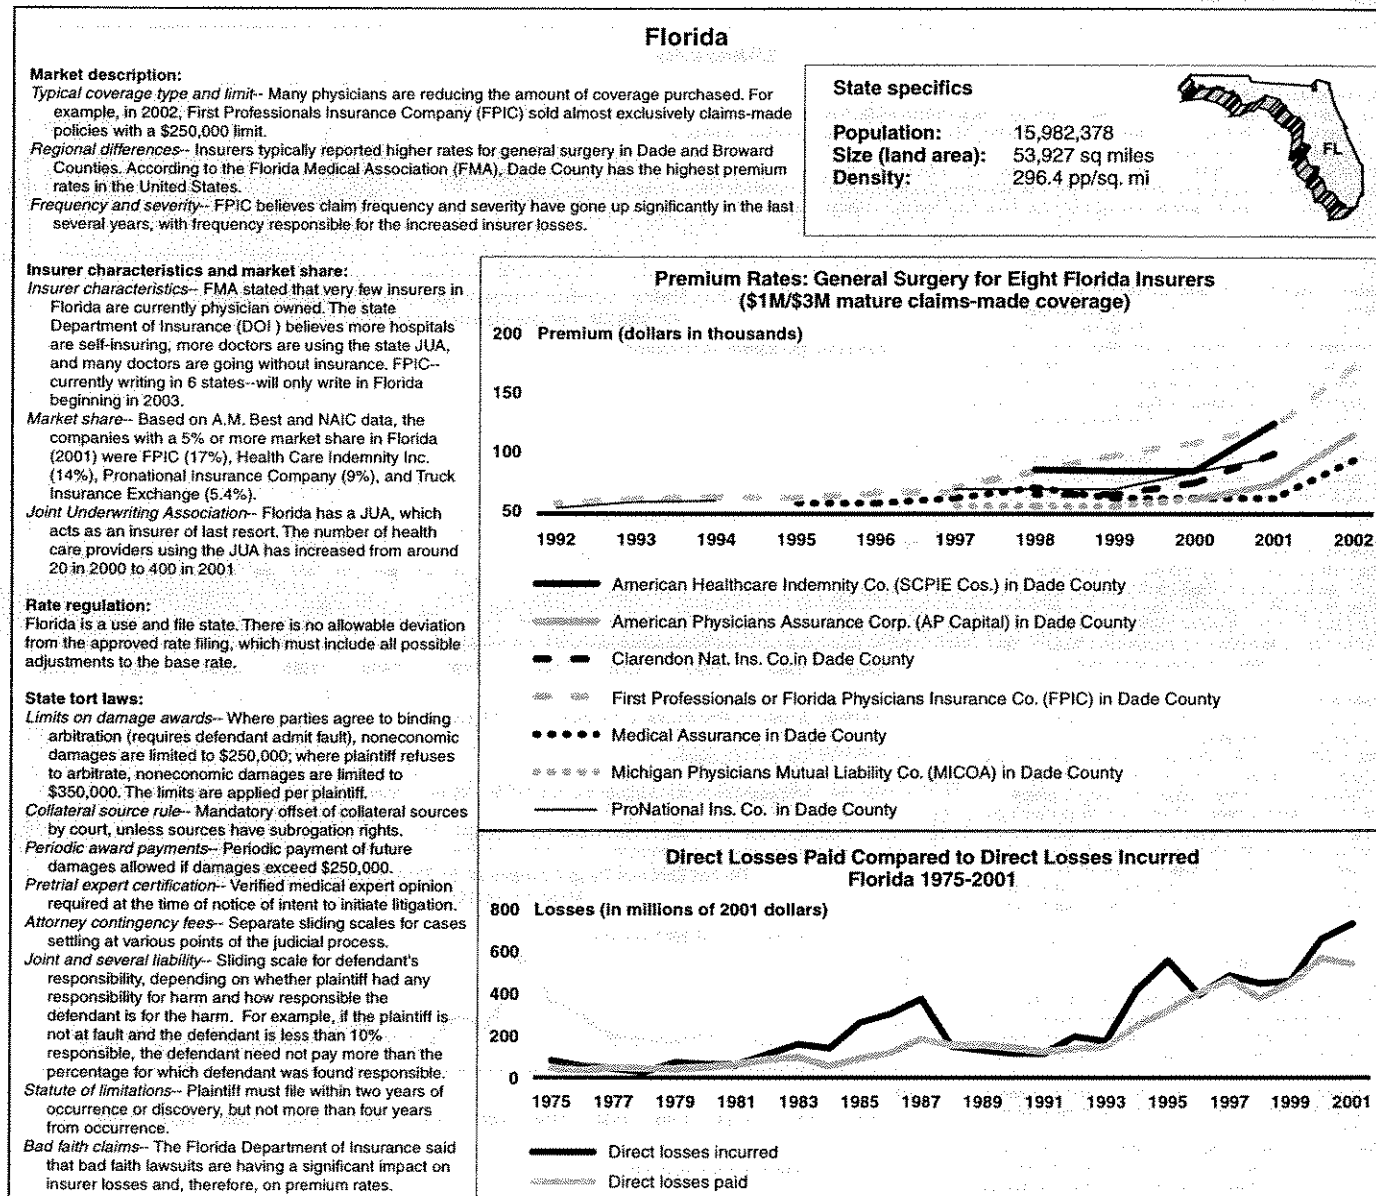 Florida
Market description:
Typical coverage type and limit-- Many physicians are reducing the amount of coverage purchased. For
example, in 2002, First Professionals Insurance Company (FPIC) sold almost exclusively claims-made
policies with a $250,000 limit.
Regional differences-- Insurers typically reported higher rates for general surgery in Dade and Broward
Counties. According to the Florida Medical Association (FMA), Dade County has the highest premium
rates in the United States.
Frequency and severity-- FPIC believes claim frequency and severity have gone up significantly in the last
several years, with frequency responsible for the increased insurer losses.
State specifics
Population: 15,982,378
Size (land area): 53,927 sq miles
Density: 296.4 pp/sq. mi
FL
Insurer characteristics and market share:
Insurer characteristics-- FMA stated that very few insurers in
Florida are currently physician owned. The state
Department of Insurance (DOI ) believes more hospitals
are self-insuring, more doctors are using the state JUA,
and many doctors are going without insurance. FPIC--
currently writing in 6 states--will only write in Florida
beginning in 2003.
Market share-- Based on A.M. Best and NAIC data, the
companies with a 5% or more market share in Florida
(2001) were FPIC (17%), Health Care Indemnity Inc.
(14%), Pronational Insurance Company (9%), and Truck
Insurance Exchange (5.4%).
Joint Underwriting Association-- Florida has a JUA, which
acts as an insurer of last resort. The number of health
care providers using the JUA has increased from around
20 in 2000 to 400 in 2001
Rate regulation:
Florida is a use and file state. There is no allowable deviation
from the approved rate filing, which must include all possible
adjustments to the base rate.
State tort laws:
Limits on damage awards-- Where parties agree to binding
arbitration (requires defendant admit fault), noneconomic
damages are limited to $250,000; where plaintiff refuses
to arbitrate, noneconomic damages are limited to
$350,000. The limits are applied per plaintiff.
Collateral source rule-- Mandatory offset of collateral sources
by court, unless sources have subrogation rights.
Periodic award payments-- Periodic payment of future
damages allowed if damages exceed $250,000.
Pretrial expert certification-- Verified medical expert opinion
required at the time of notice of intent to initiate litigation.
Attorney contingency fees-- Separate sliding scales for cases
settling at various points of the judicial process.
Joint and several liability-- Sliding scale for defendant's
responsibility, depending on whether plaintiff had any
responsibility for harm and how responsible the
defendant is for the harm. For example, if the plaintiff is
not at fault and the defendant is less than 10%
responsible, the defendant need not pay more than the
percentage for which defendant was found responsible.
Statute of limitations-- Plaintiff must file within two years of
occurrence or discovery, but not more than four years
from occurrence.
Bad faith claims-- The Florida Department of Insurance said
that bad faith lawsuits are having a significant impact on
insurer losses and, therefore, on premium rates.
Premium Rates: General Surgery for Eight Florida Insurers
($1M/$3M mature claims-made coverage)
200 Premium (dollars in thousands)
150
100
50
1992 1993 1994 1995 1996 1997 1998 1999 2000 2001 2002
American Healthcare Indemnity Co. (SCPIE Cos.) in Dade County
American Physicians Assurance Corp. (AP Capital) in Dade County
Clarendon Nat. Ins. Co.in Dade County
First Professionals or Florida Physicians Insurance Co. (FPIC) in Dade County
Medical Assurance in Dade County
Michigan Physicians Mutual Liability Co. (MICOA) in Dade County
ProNational Ins. Co. in Dade County
Direct Losses Paid Compared to Direct Losses Incurred
Florida 1975-2001
800 Losses (in millions of 2001 dollars)
600
400
200
0
1975 1977 1979 1981 1983 1985 1987 1989 1991 1993 1995 1997 1999 2001
Direct losses incurred
Direct losses paid